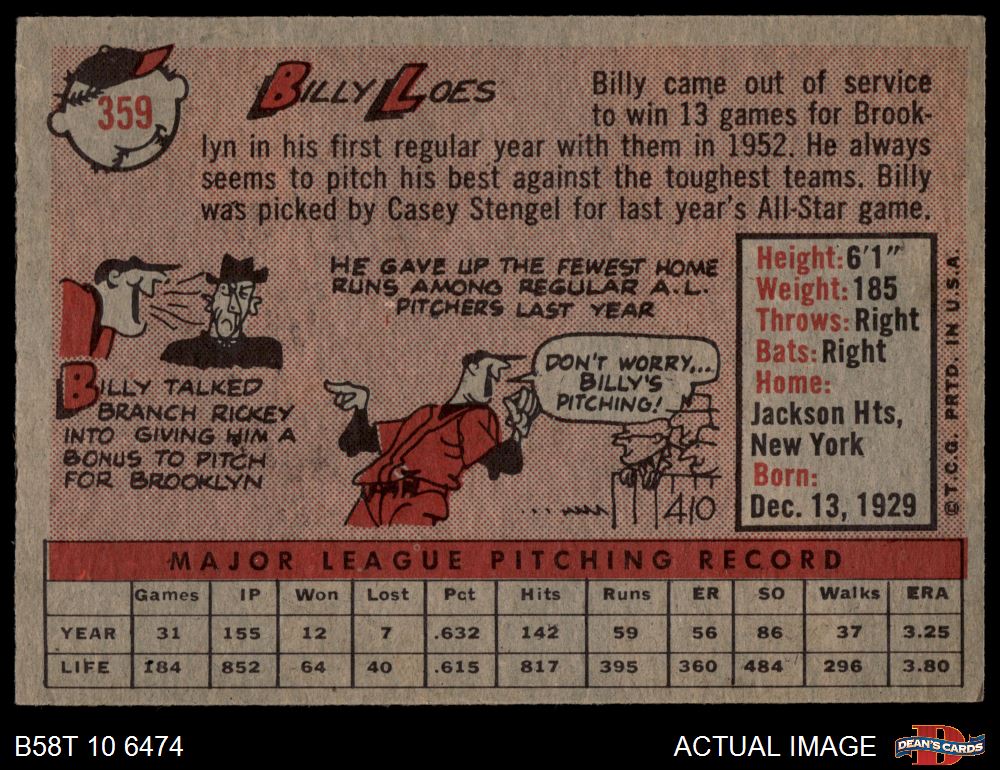 359
BILLY LOES
Billy came out of service
to win 13 games for Brook-
lyn in his first regular year with them in 1952. He always
seems to pitch his best against the toughest teams. Billy
was picked by Casey Stengel for last year's All-Star game.
BILLY TALKED
BRANCH RICKEY
INTO GIVING HIM A
BONUS TO PITCH
FOR BROOKLYN
HE GAVE UP THE FEWEST HOME
RUNS AMONG REGULAR A.L.
PITCHERS LAST YEAR
DON'T WORRY...
BILLY'S
PITCHING!
410
Height: 6'1"
Weight: 185
Throws: Right
Bats: Right
Home:
Jackson Hts,
New York
Born:
Dec. 13, 1929
© T.C.G. PRTD. IN U.S.A.
MAJOR LEAGUE PITCHING RECORD
Games IP Won Lost Pct Hits Runs ER SO Walks ERA
YEAR 31 155 12 7 .632 142 59 56 86 37 3.25
LIFE 184 852 64 40 .615 817 395 360 484 296 3.80
B58T 10 6474
ACTUAL IMAGE
D
DEAN'S CARDS